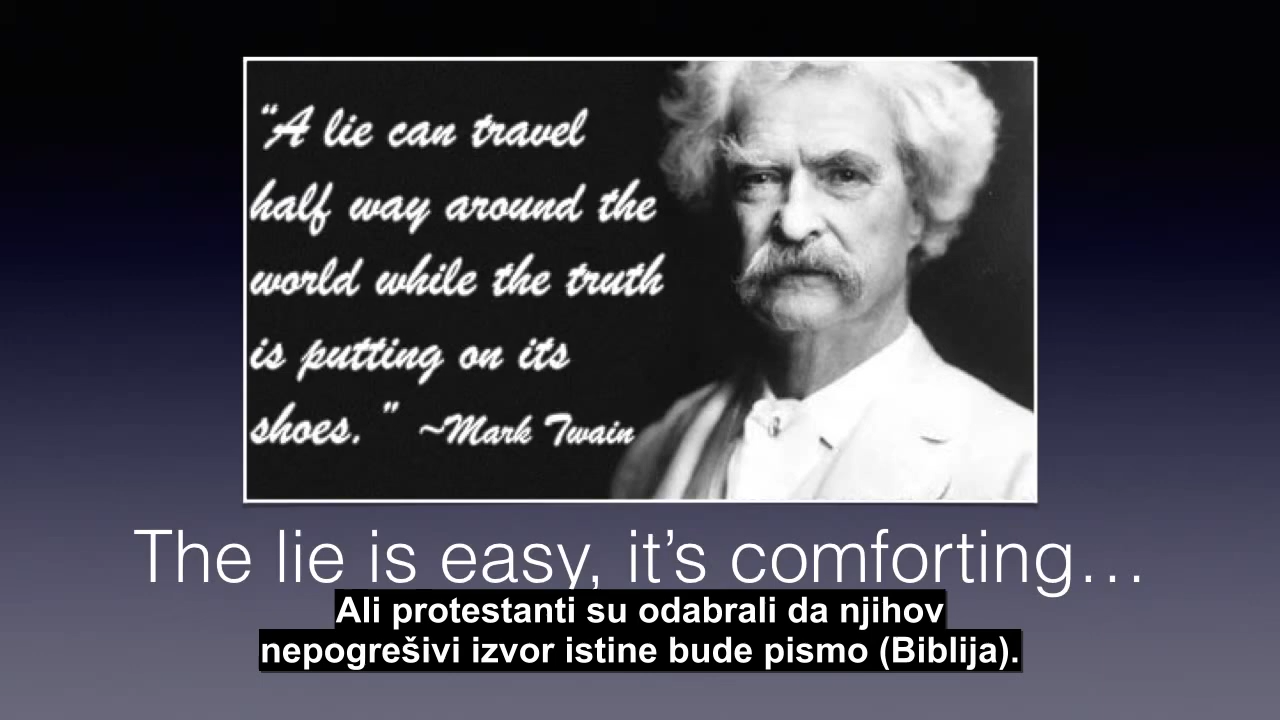 “A lie can travel
half way around the
world while the truth
is putting on its
shoes.” ~Mark Twain
The lie is easy, it’s comforting…
Ali protestanti su odabrali da njihov
nepogrešivi izvor istine bude pismo (Biblija).